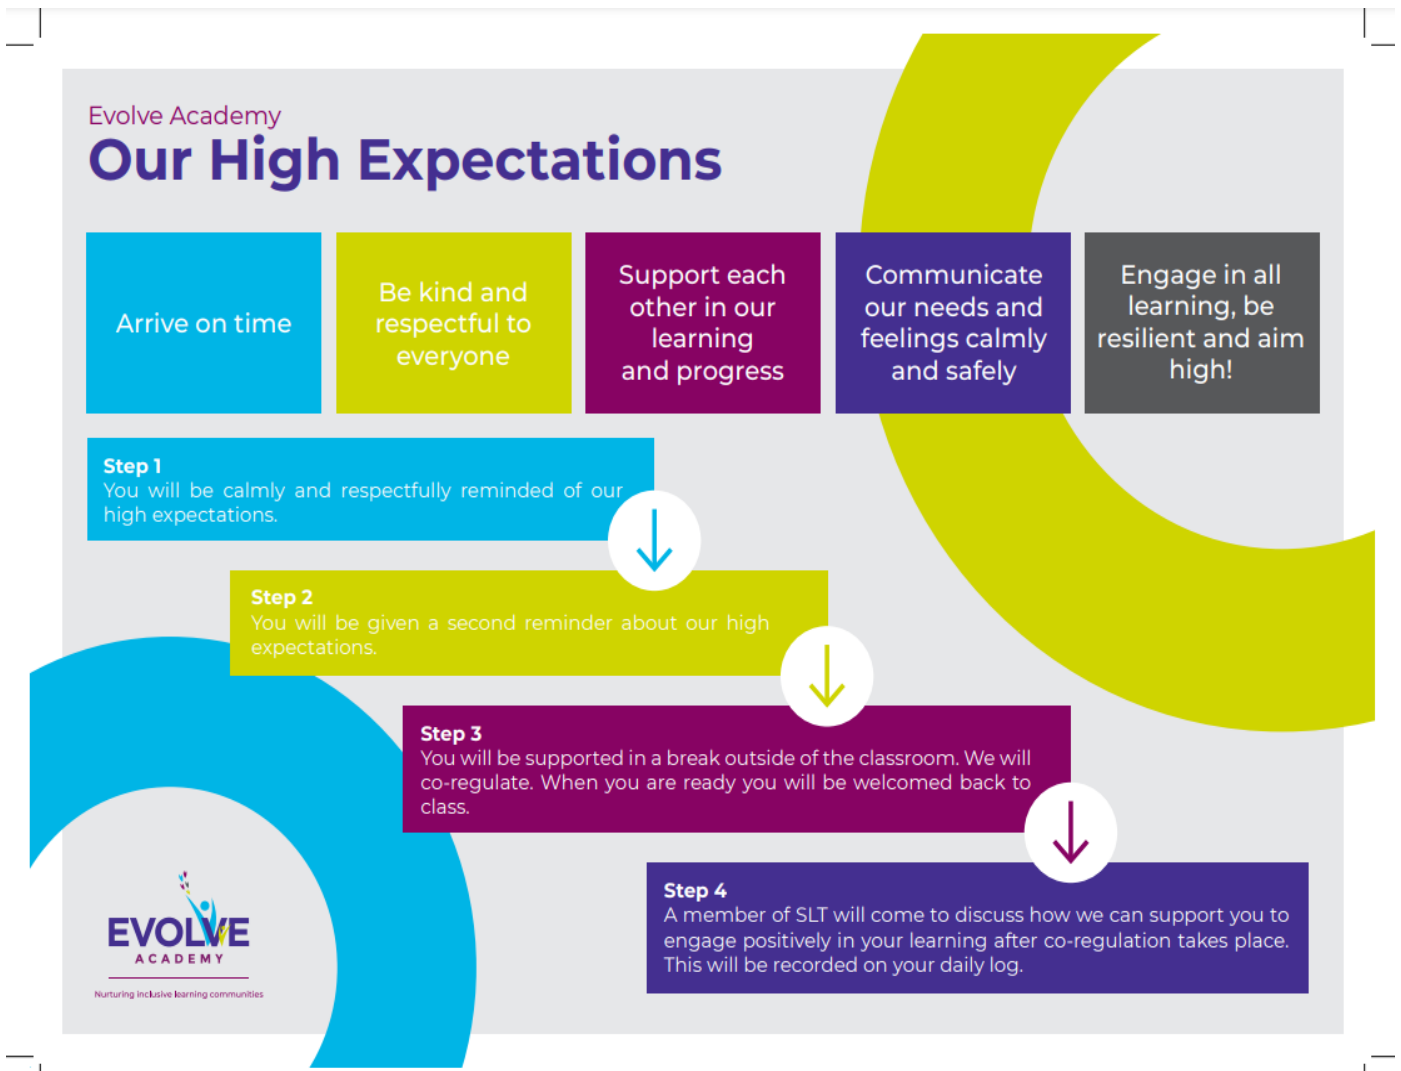 Evolve Academy
Our High Expectations
Arrive on time
Be kind and
respectful to
everyone
Support each
other in our
learning
and progress
Communicate
our needs and
feelings calmly
and safely
Engage in all
learning, be
resilient and aim
high!
Step 1
You will be calmly and respectfully reminded of our
high expectations.
Step 2
You will be given a second reminder about our high
expectations.
Step 3
You will be supported in a break outside of the classroom. We will
co-regulate. When you are ready you will be welcomed back to
class.
Step 4
A member of SLT will come to discuss how we can support you to
engage positively in your learning after co-regulation takes place.
This will be recorded on your daily log.
EVOLVE
ACADEMY
Nurturing inclusive learning communities